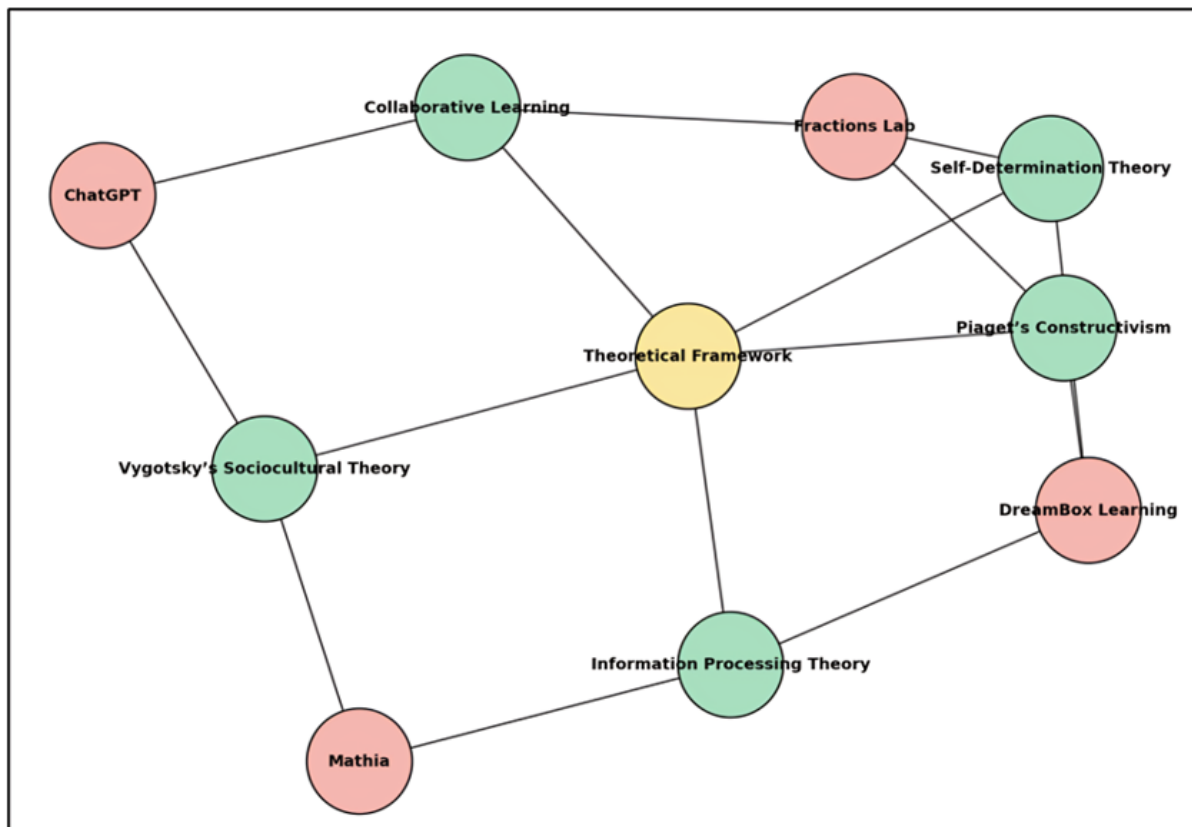 Collaborative Learning
Fractions Lab
Self-Determination Theory
ChatGPT
Piaget’s Constructivism
Theoretical Framework
Vygotsky’s Sociocultural Theory
DreamBox Learning
Information Processing Theory
Mathia